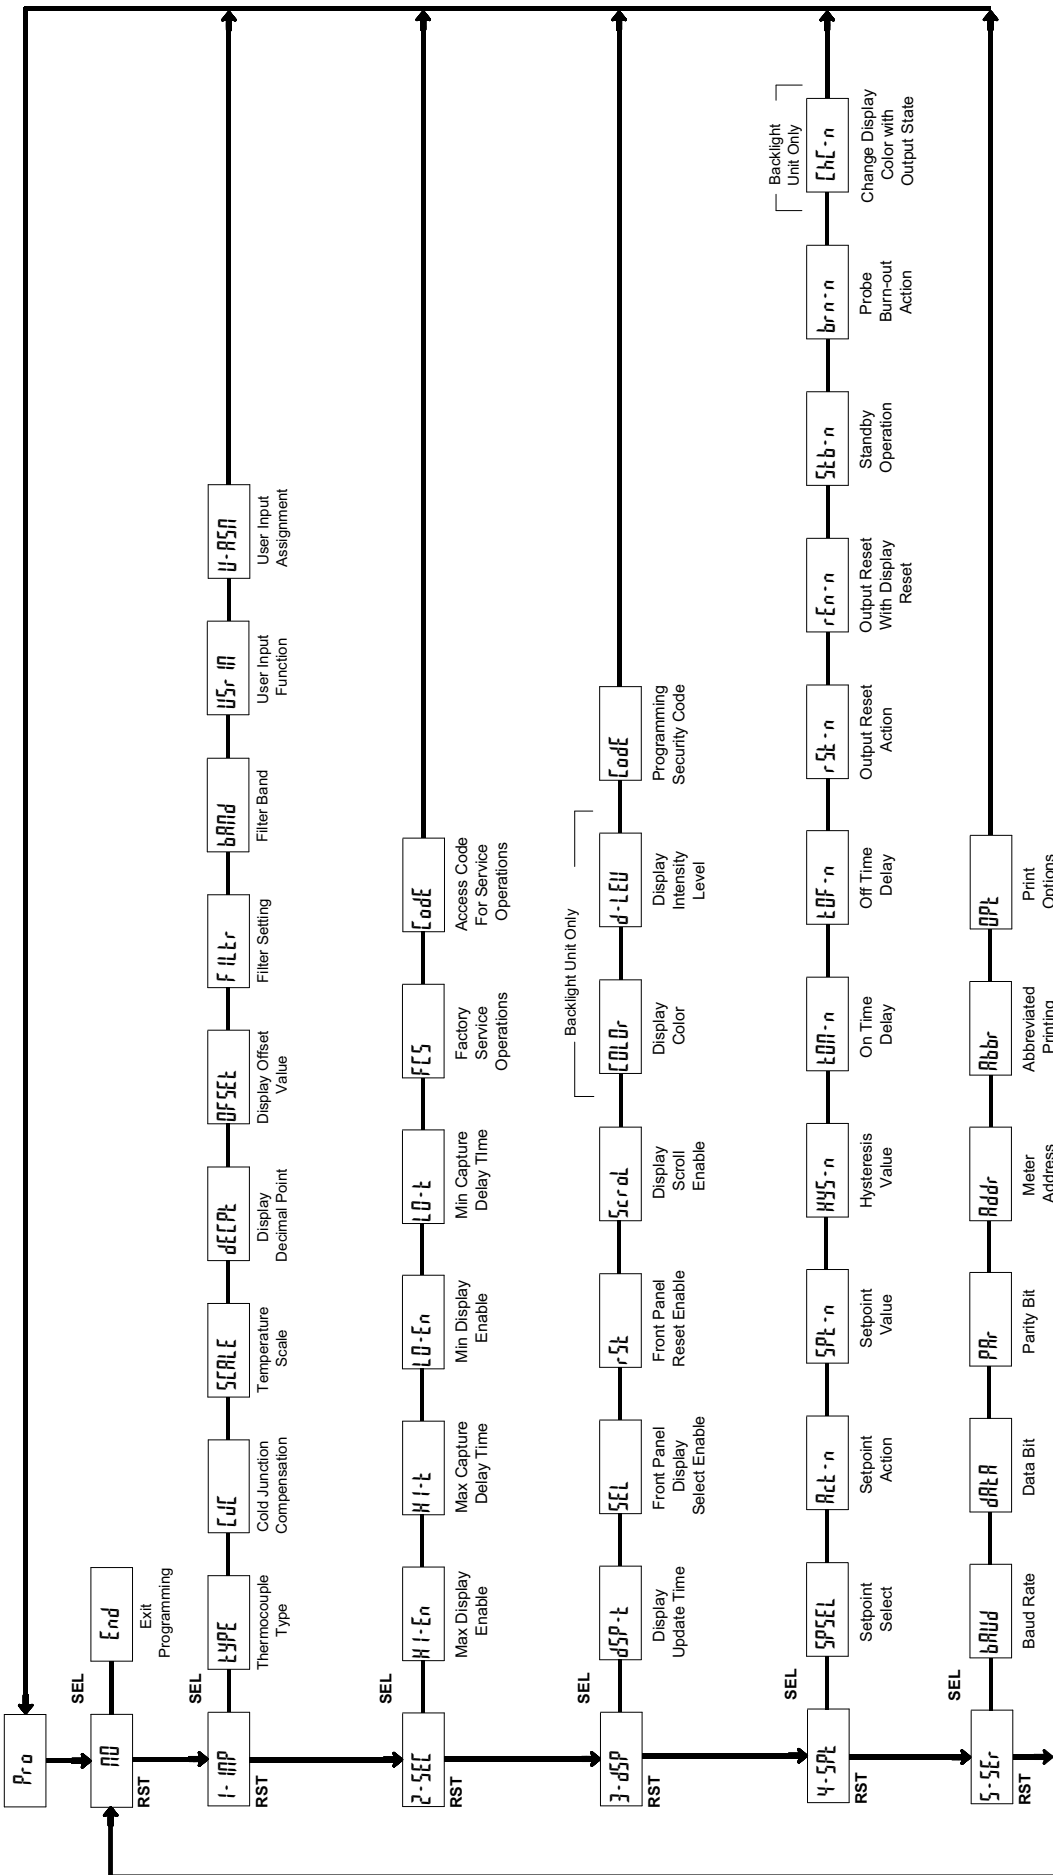 Pro
SEL
NO
End
Exit
Programming
RST
SEL
1-INP
tYPE
Thermocouple
Type
CJC
Cold Junction
Compensation
SCALE
Temperature
Scale
dECPt
Display
Decimal Point
OFSEt
Display Offset
Value
FILtr
Filter Setting
bANd
Filter Band
USrIN
User Input
Function
U-ASN
User Input
Assignment
RST
SEL
2-SEC
HI-En
Max Display
Enable
HI-t
Max Capture
Delay Time
LO-En
Min Display
Enable
LO-t
Min Capture
Delay TIme
FCS
Factory
Service
Operations
CodE
Access Code
For Service
Operations
RST
SEL
3-dSP
dSP-t
Display
Update Time
SEL
Front Panel
Display
Select Enable
rSt
Front Panel
Reset Enable
ScroL
Display
Scroll
Enable
Backlight Unit Only
COLOr
Display
Color
d-LEV
Display
Intensity
Level
CodE
Programming
Security Code
RST
SEL
4-SPt
SPSEL
Setpoint
Select
Act-n
Setpoint
Action
SPt-n
Setpoint
Value
HYS-n
Hysteresis
Value
tON-n
On Time
Delay
tOF-n
Off Time
Delay
rSt-n
Output Reset
Action
rEn-n
Output Reset
With Display
Reset
Stb-n
Standby
Operation
brn-n
Probe
Burn-out
Action
Backlight
Unit Only
ChC-n
Change Display
Color with
Output State
RST
SEL
5-SEr
bAUd
Baud Rate
dAtA
Data Bit
PAr
Parity Bit
Addr
Meter
Address
Abbr
Abbreviated
Printing
OPt
Print
Options
RST